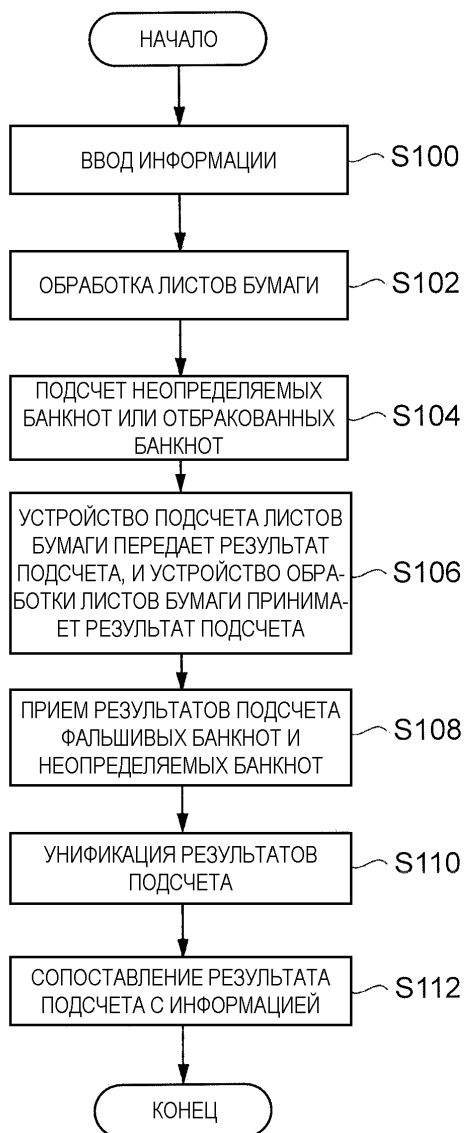 НАЧАЛО
ВВОД ИНФОРМАЦИИ
S100
ОБРАБОТКА ЛИСТОВ БУМАГИ
S102
ПОДСЧЕТ НЕОПРЕДЕЛЯЕМЫХ
БАНКНОТ ИЛИ ОТБРАКОВАННЫХ
БАНКНОТ
S104
УСТРОЙСТВО ПОДСЧЕТА ЛИСТОВ
БУМАГИ ПЕРЕДАЕТ РЕЗУЛЬТАТ
ПОДСЧЕТА, И УСТРОЙСТВО ОБРА-
БОТКИ ЛИСТОВ БУМАГИ ПРИНИМА-
ЕТ РЕЗУЛЬТАТ ПОДСЧЕТА
S106
ПРИЕМ РЕЗУЛЬТАТОВ ПОДСЧЕТА
ФАЛЬШИВЫХ БАНКНОТ И
НЕОПРЕДЕЛЯЕМЫХ БАНКНОТ
S108
УНИФИКАЦИЯ РЕЗУЛЬТАТОВ
ПОДСЧЕТА
S110
СОПОСТАВЛЕНИЕ РЕЗУЛЬТАТА
ПОДСЧЕТА С ИНФОРМАЦИЕЙ
S112
КОНЕЦ